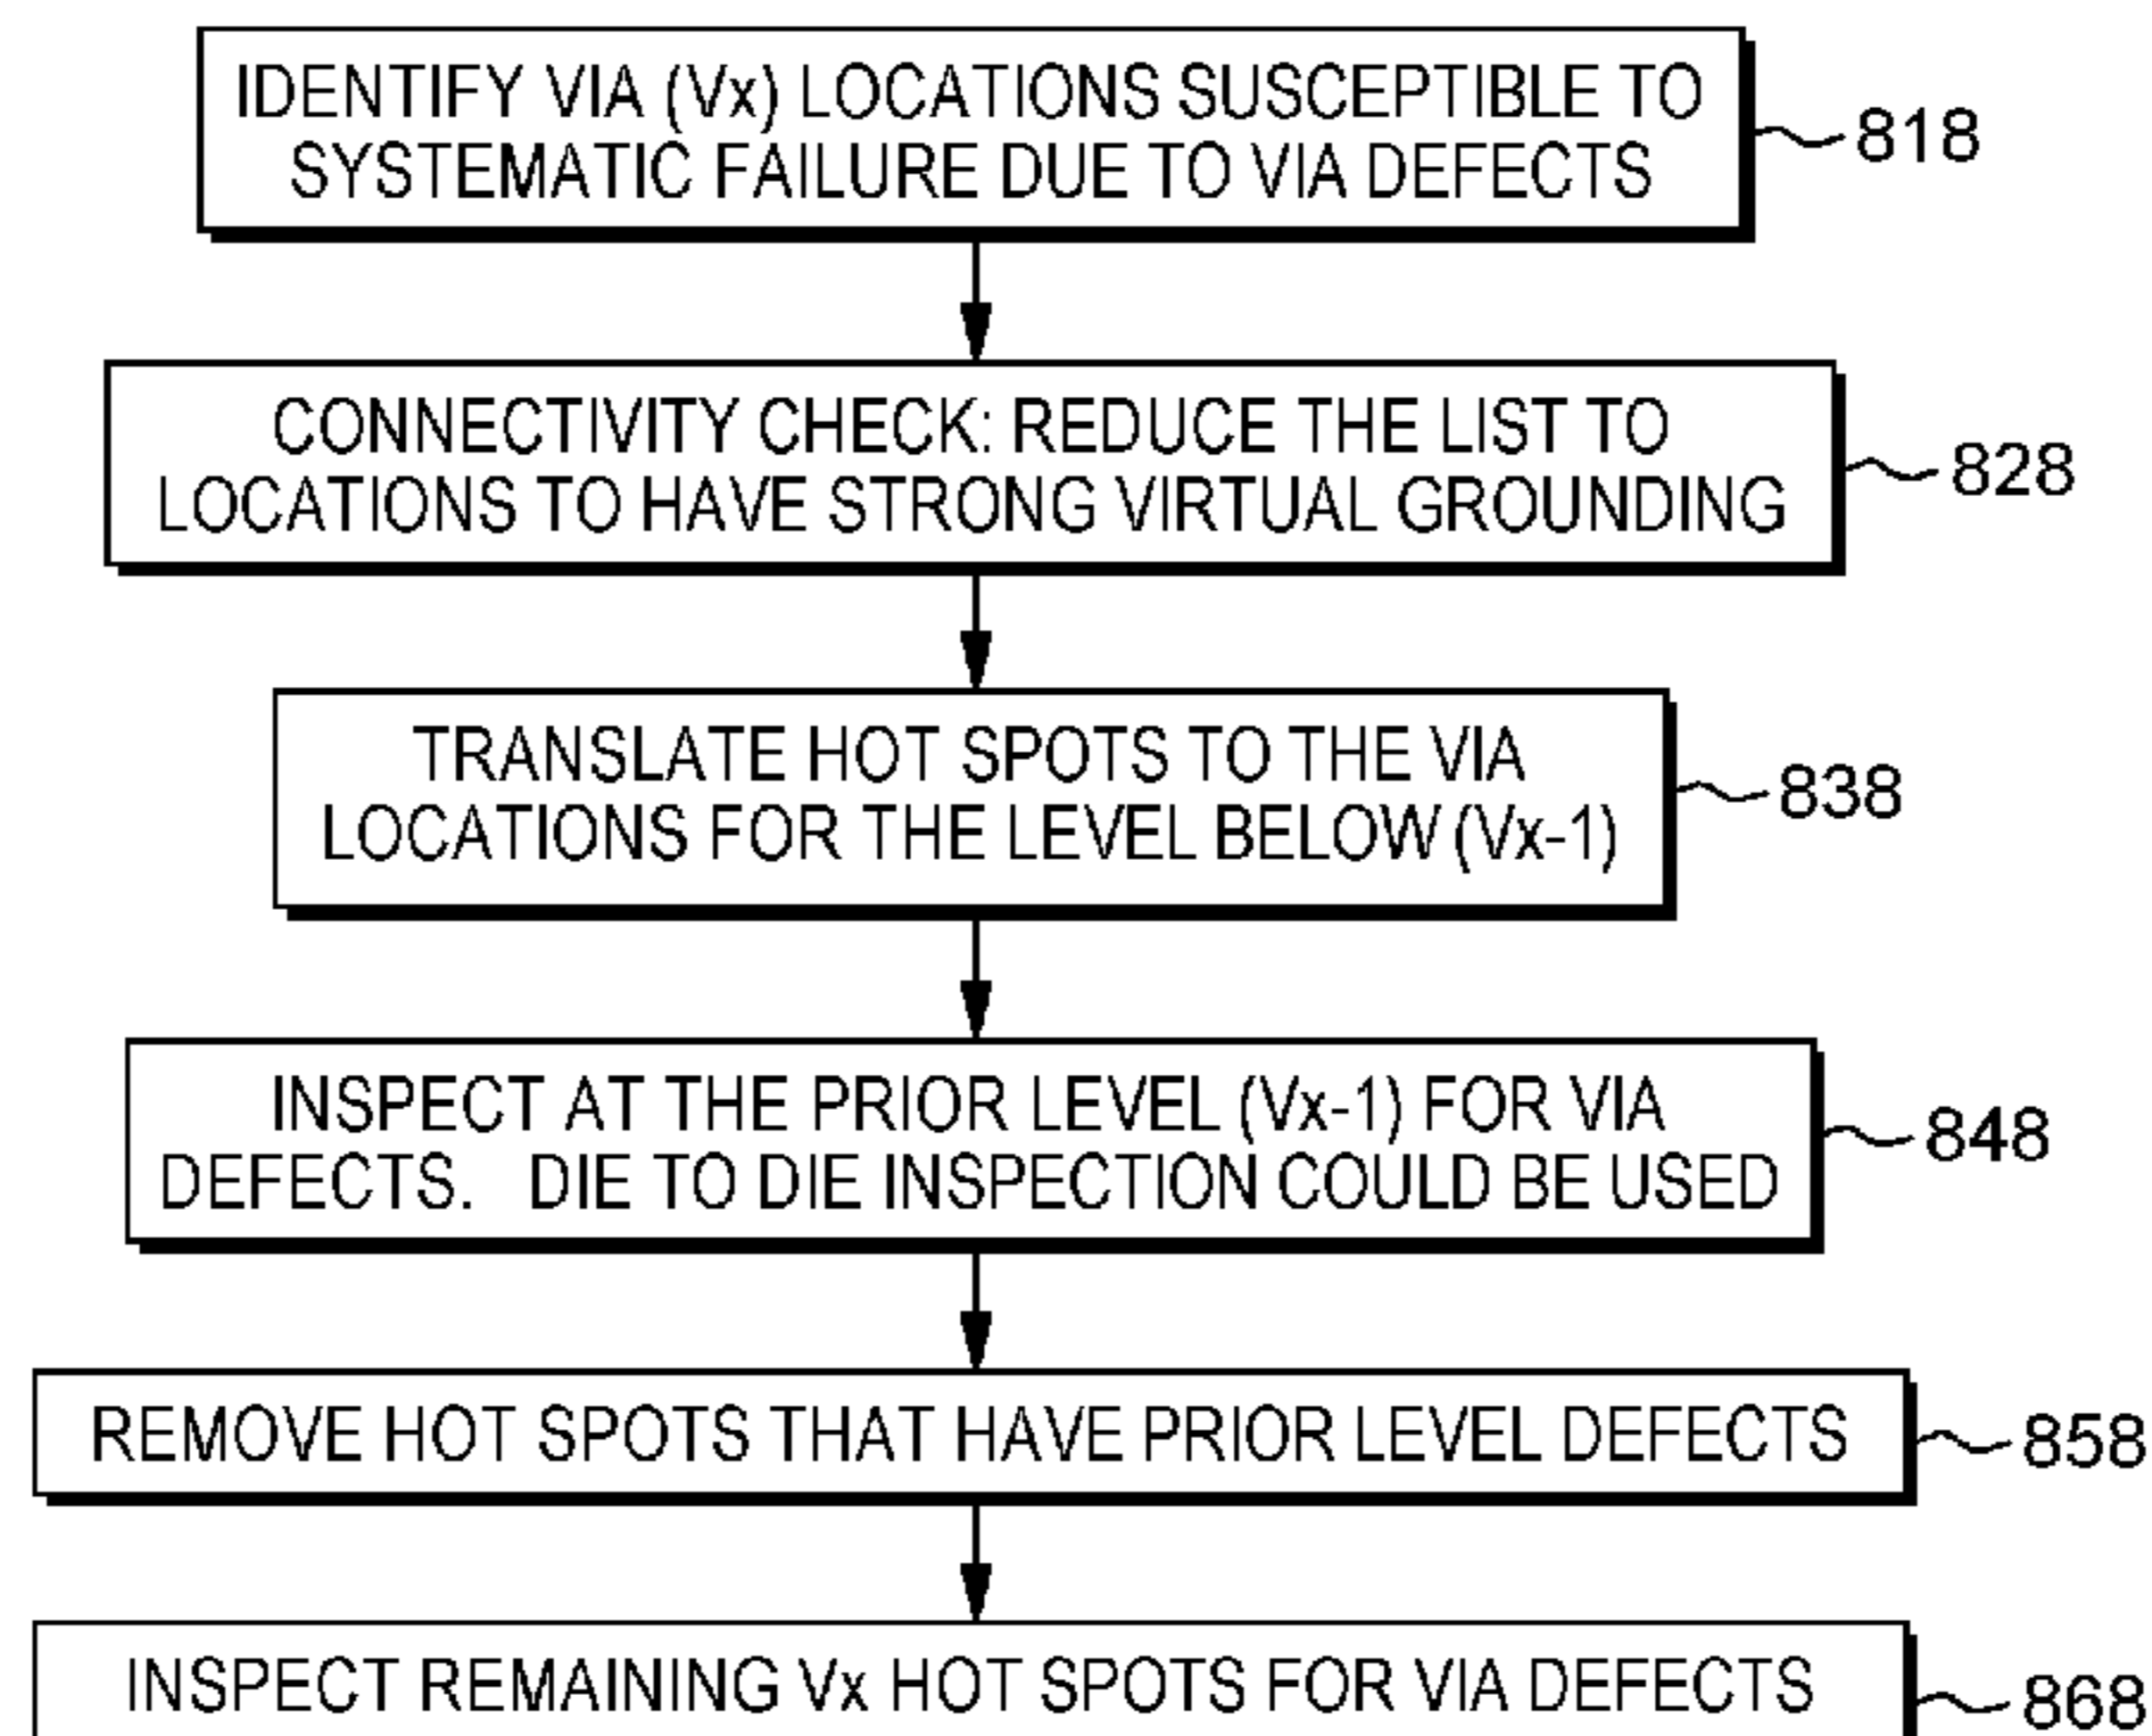 IDENTIFY VIA (Vx) LOCATIONS SUSCEPTIBLE TO
SYSTEMATIC FAILURE DUE TO VIA DEFECTS
818
CONNECTIVITY CHECK: REDUCE THE LIST TO
LOCATIONS TO HAVE STRONG VIRTUAL GROUNDING
828
TRANSLATE HOT SPOTS TO THE VIA
LOCATIONS FOR THE LEVEL BELOW (Vx-1)
838
INSPECT AT THE PRIOR LEVEL (Vx-1) FOR VIA
DEFECTS. DIE TO DIE INSPECTION COULD BE USED
848
REMOVE HOT SPOTS THAT HAVE PRIOR LEVEL DEFECTS
858
INSPECT REMAINING Vx HOT SPOTS FOR VIA DEFECTS
868